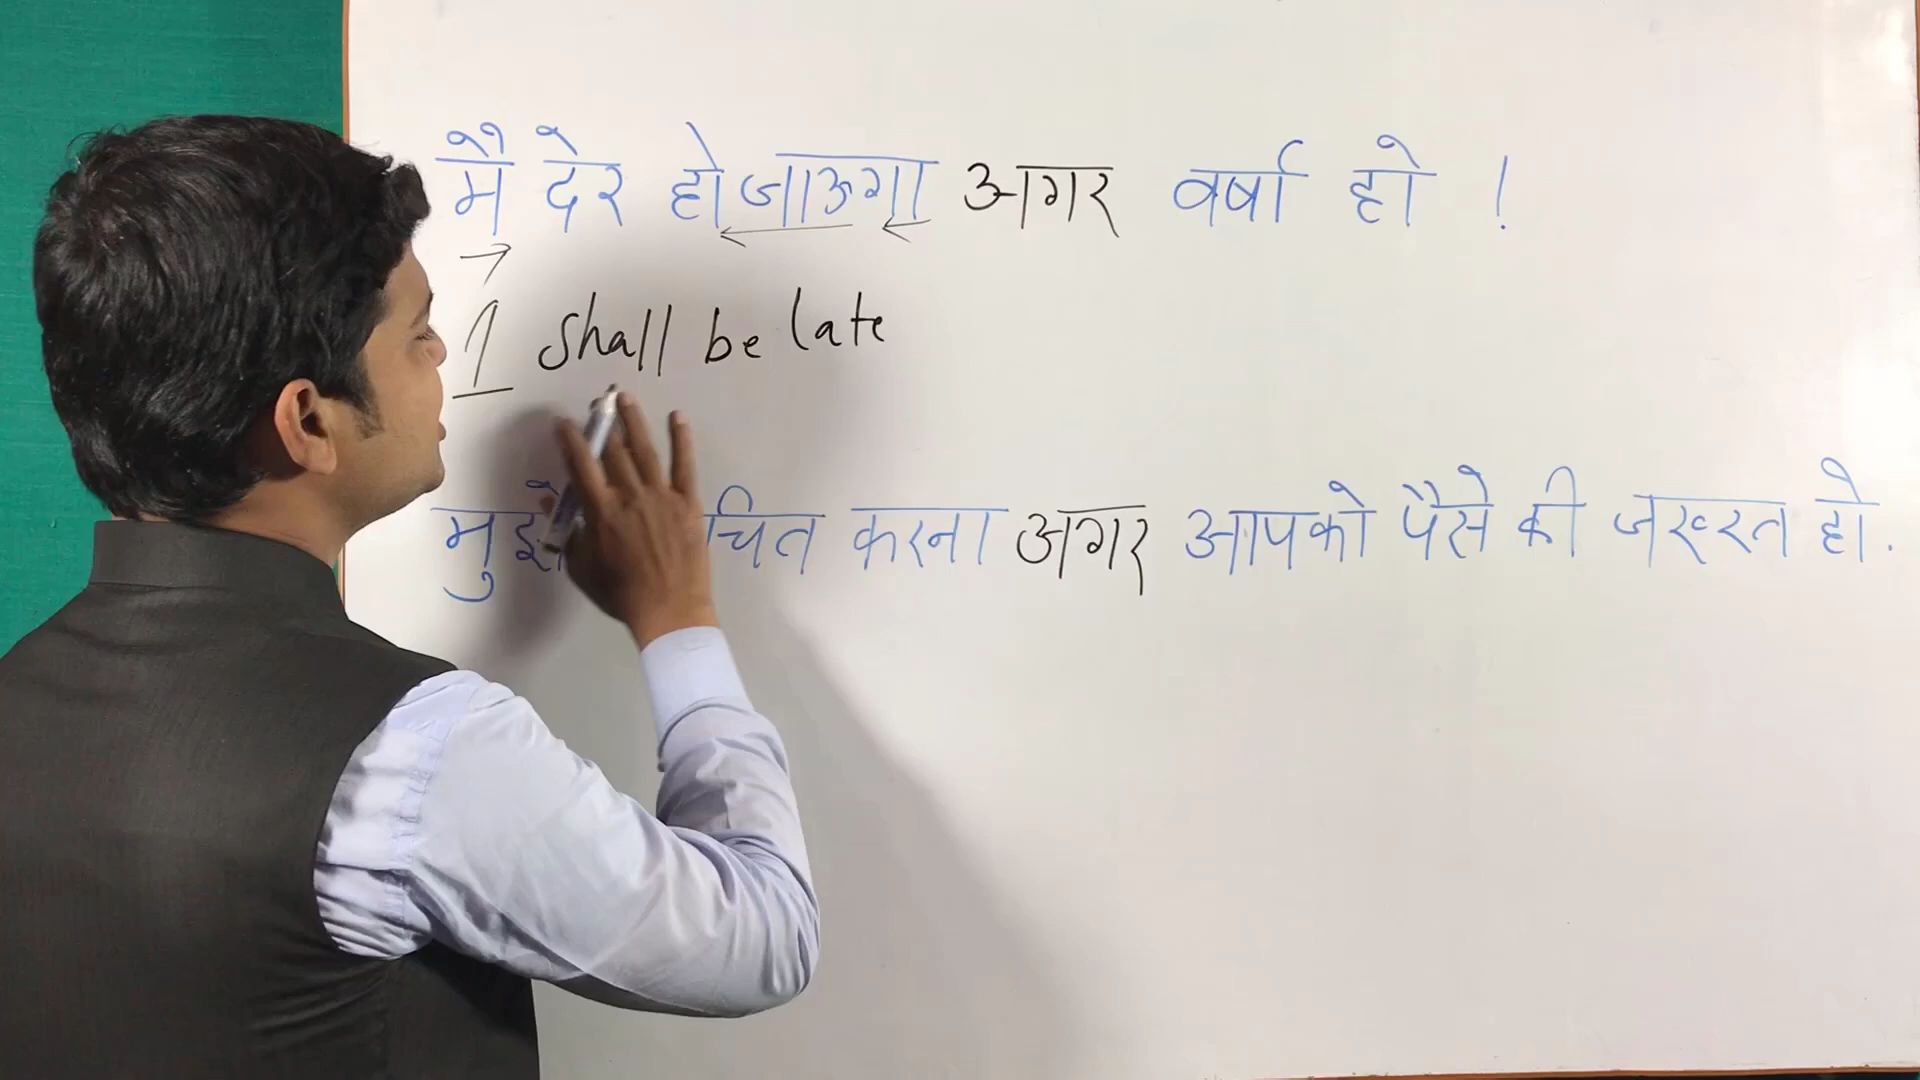 मै देर हो जाऊगा अगर वर्षा हो !
I shall be late
चित करना अगर आपको पैसे की जरूरत हो .